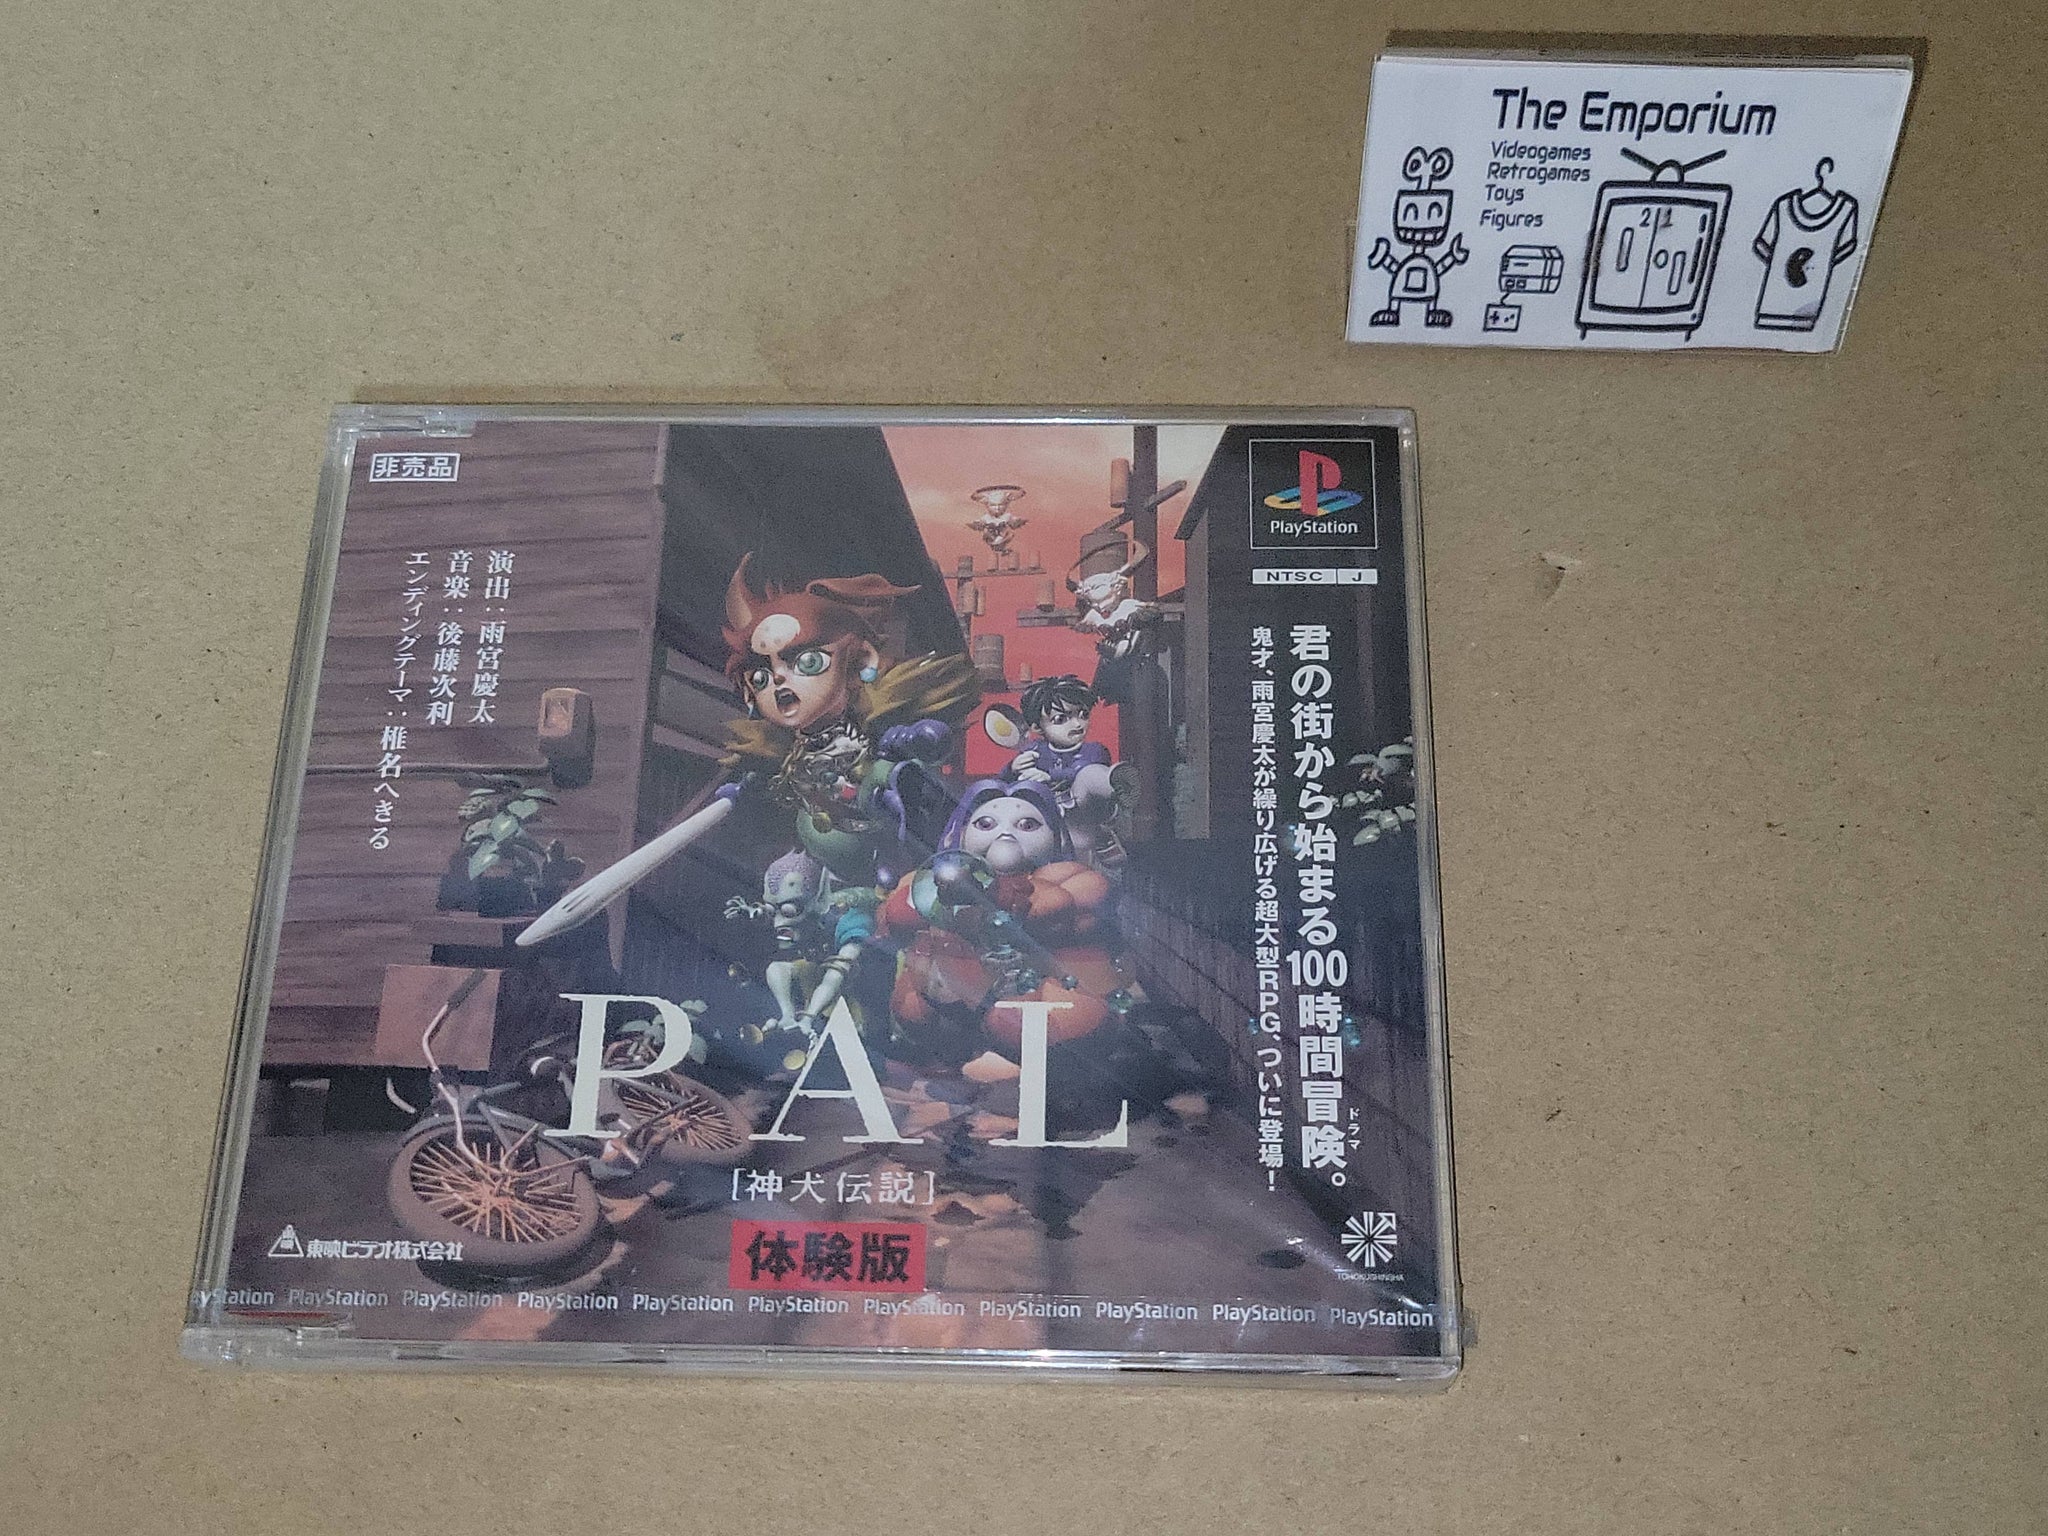 The Emporium
Videogames
Retrogames
Toys
Figures
21
非売品
演出：雨宮慶太
音楽：後藤次利
エンディングテーマ：椎名へきる
PlayStation
NTSC J
君の街から始まる100時間冒険。
ドラマ
鬼才、雨宮慶太が繰り広げる超大型RPG、ついに登場！
PAL
［神犬伝説］
体験版
東映ビデオ株式会社
TOHOKUSHINSHA
yStation PlayStation PlayStation PlayStation PlayStation PlayStation PlayStation PlayStation PlayStation PlayStation PlayStation